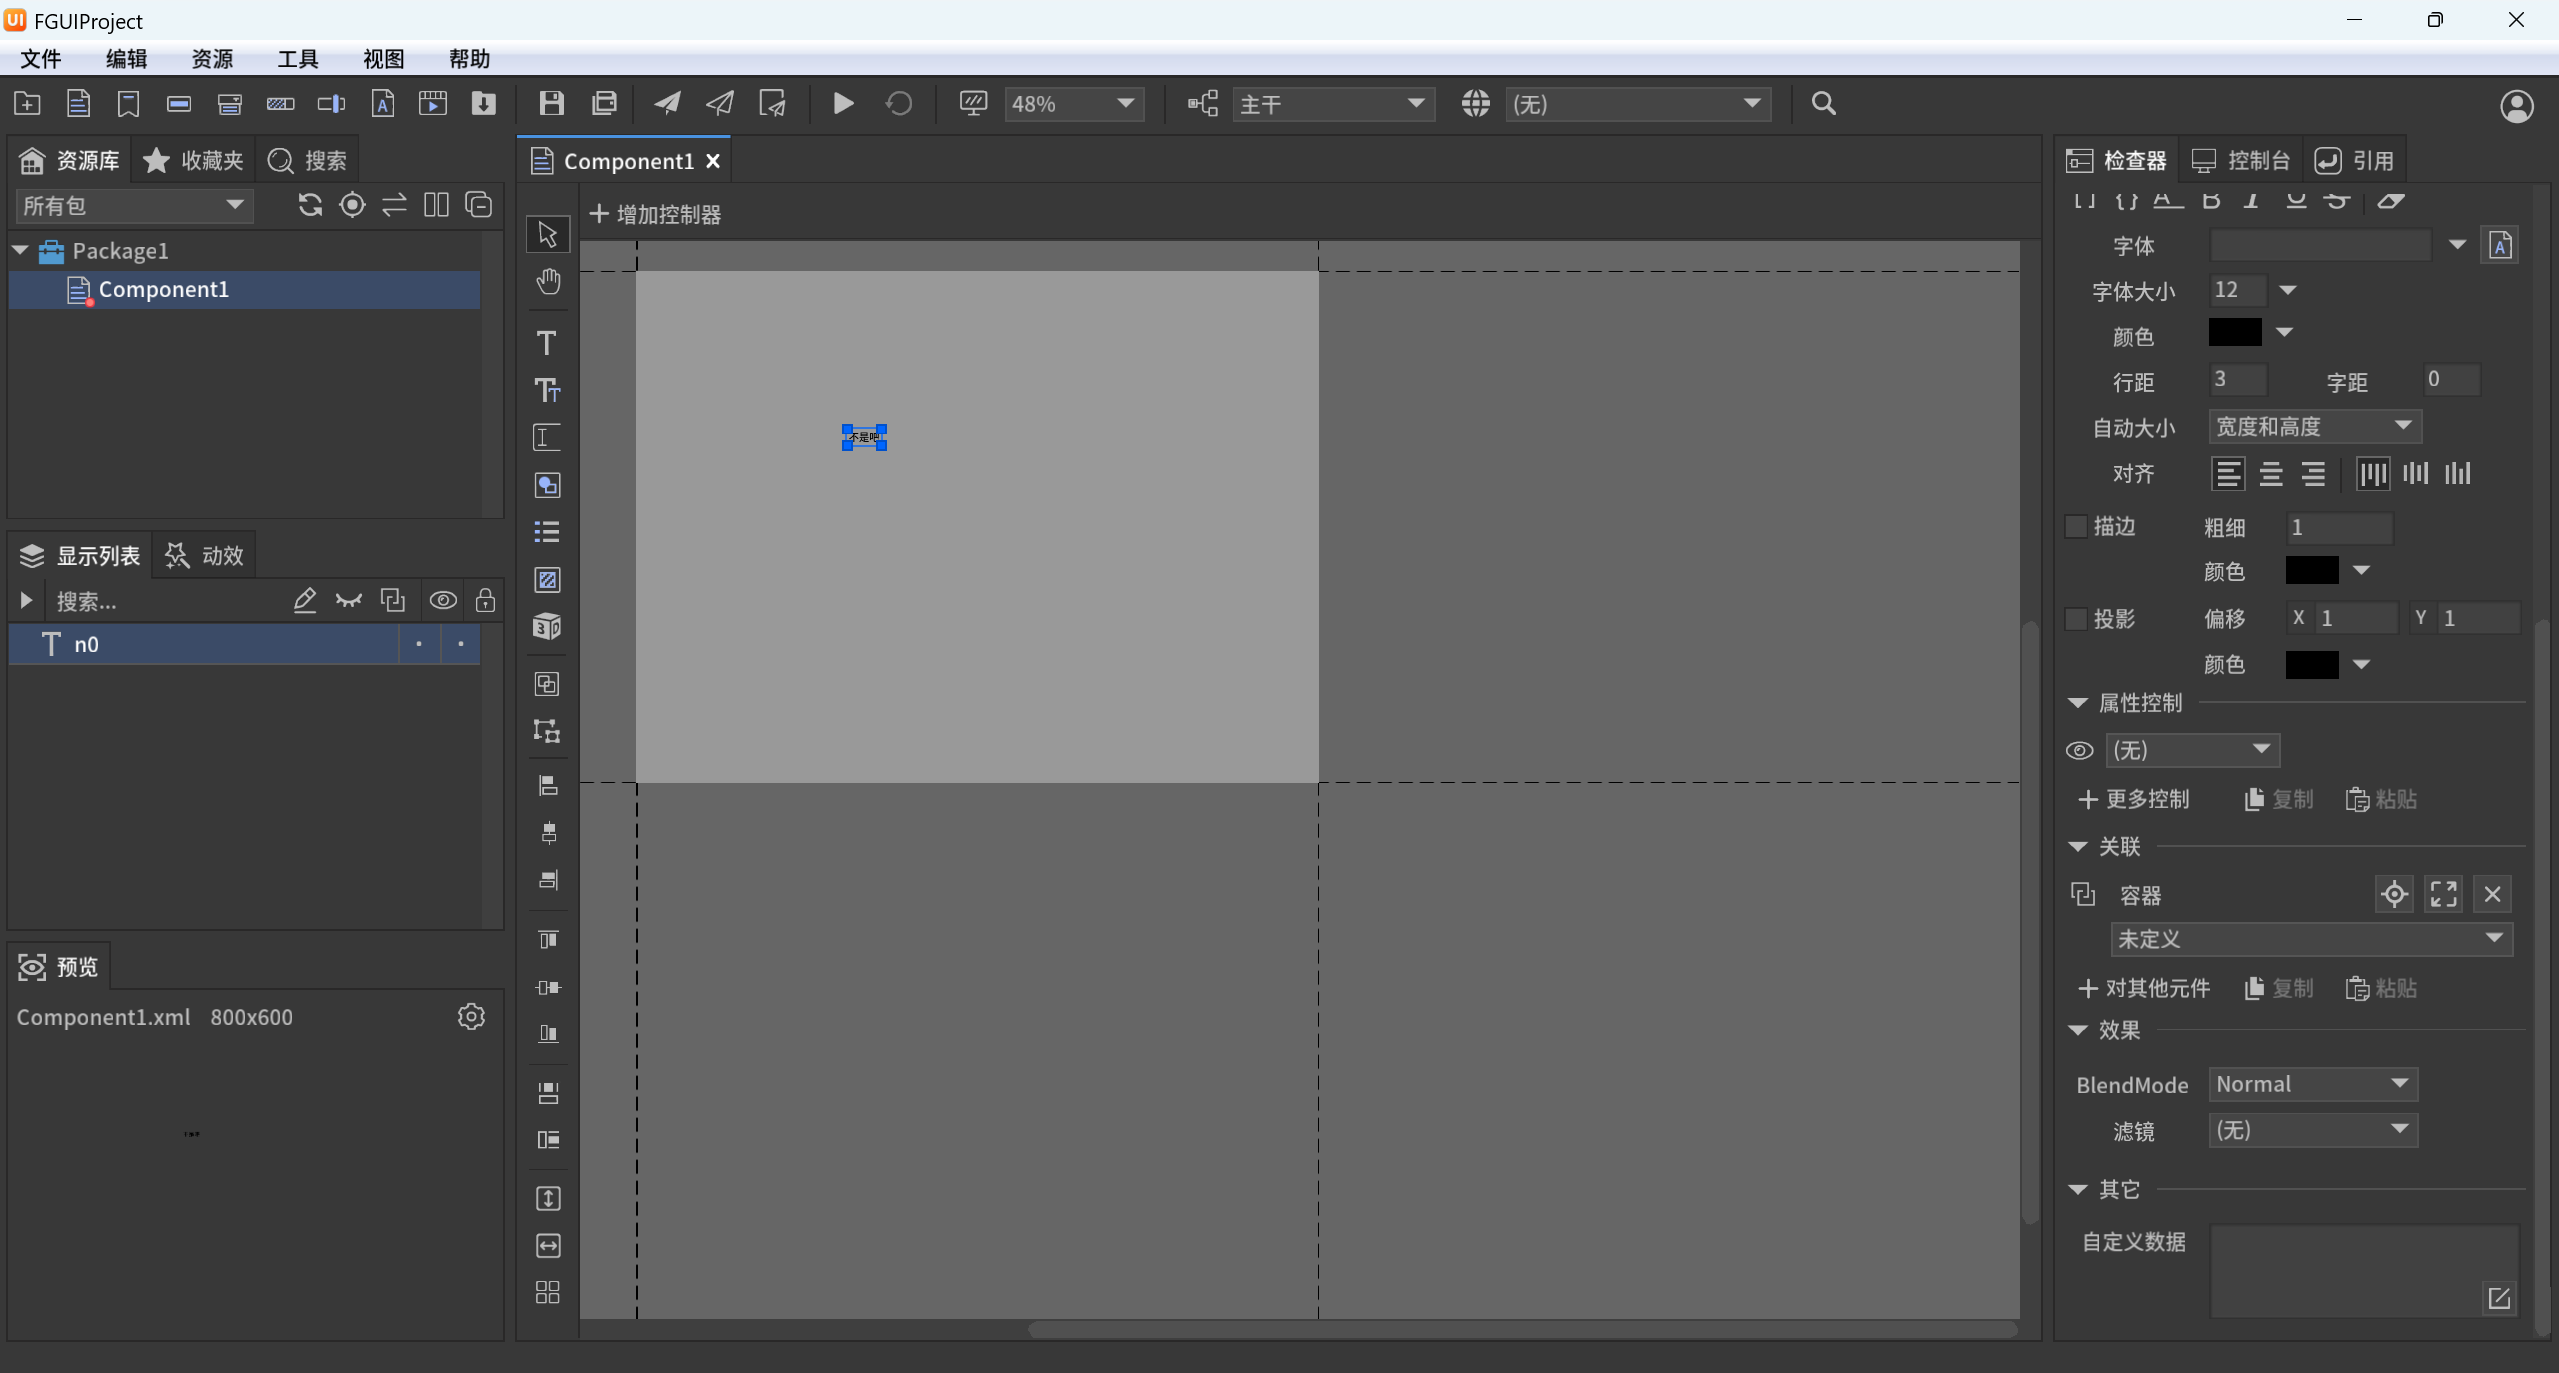 FGUIProject
文件 编辑 资源 工具 视图 帮助
48% 主干 (无)
资源库 收藏夹 搜索
所有包
Package1
Component1
显示列表 动效
搜索...
n0
预览
Component1.xml 800x600
Component1
增加控制器
不是吧
检查器 控制台 引用
字体
字体大小 12
颜色
行距 3 字距 0
自动大小 宽度和高度
对齐
描边 粗细 1
颜色
投影 偏移 X 1 Y 1
颜色
属性控制
(无)
更多控制 复制 粘贴
关联
容器
未定义
对其他元件 复制 粘贴
效果
BlendMode Normal
滤镜 (无)
其它
自定义数据